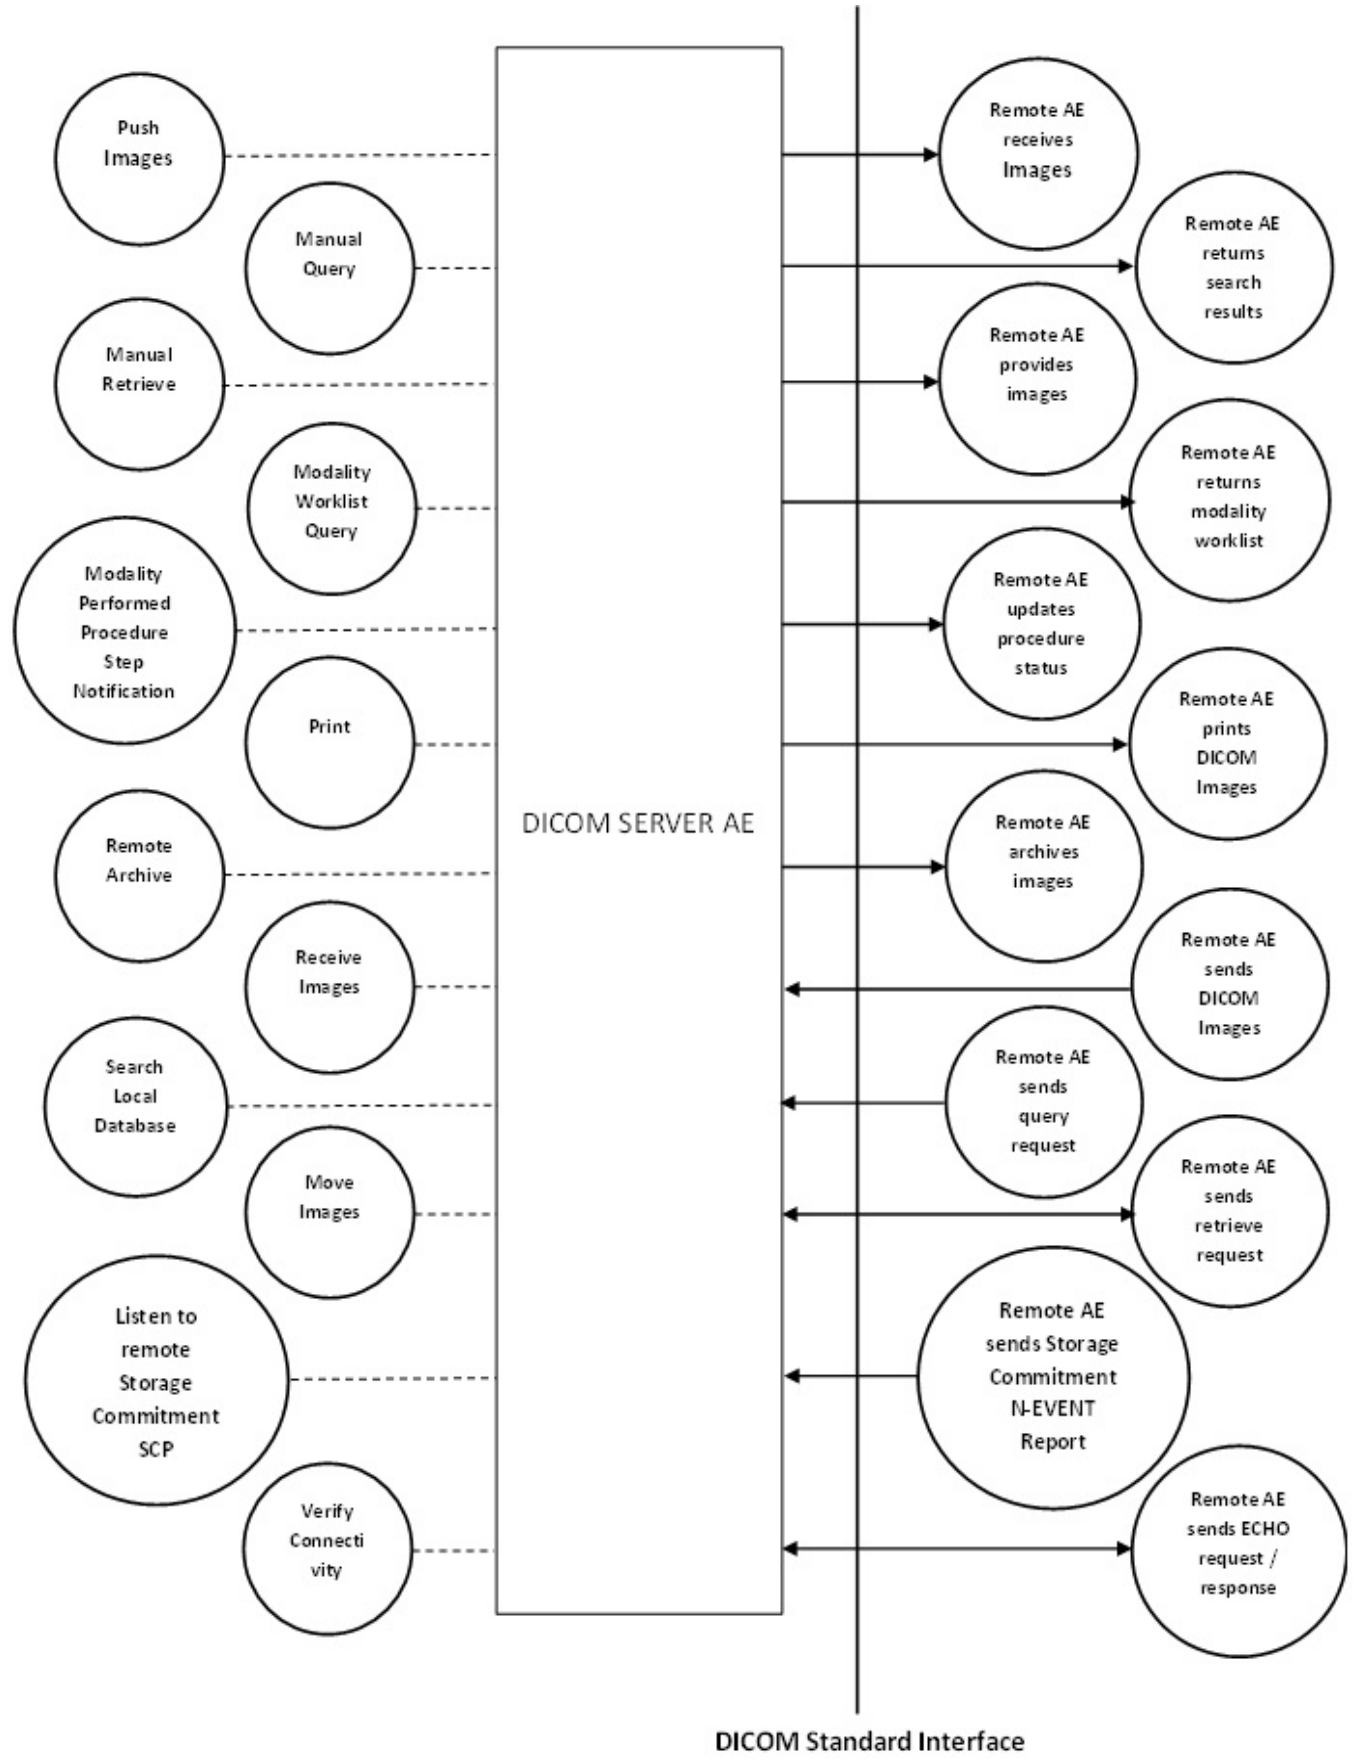 Push
Images
Manual
Query
Manual
Retrieve
Modality
Worklist
Query
Modality
Performed
Procedure
Step
Notification
Print
Remote
Archive
Receive
Images
Search
Local
Database
Move
Images
Listen to
remote
Storage
Commitment
SCP
Verify
Connecti
vity
DICOM SERVER AE
Remote AE
receives
Images
Remote AE
returns
search
results
Remote AE
provides
images
Remote AE
returns
modality
worklist
Remote AE
updates
procedure
status
Remote AE
prints
DICOM
Images
Remote AE
archives
images
Remote AE
sends
DICOM
Images
Remote AE
sends
query
request
Remote AE
sends
retrieve
request
Remote AE
sends Storage
Commitment
N-EVENT
Report
Remote AE
sends ECHO
request /
response
DICOM Standard Interface